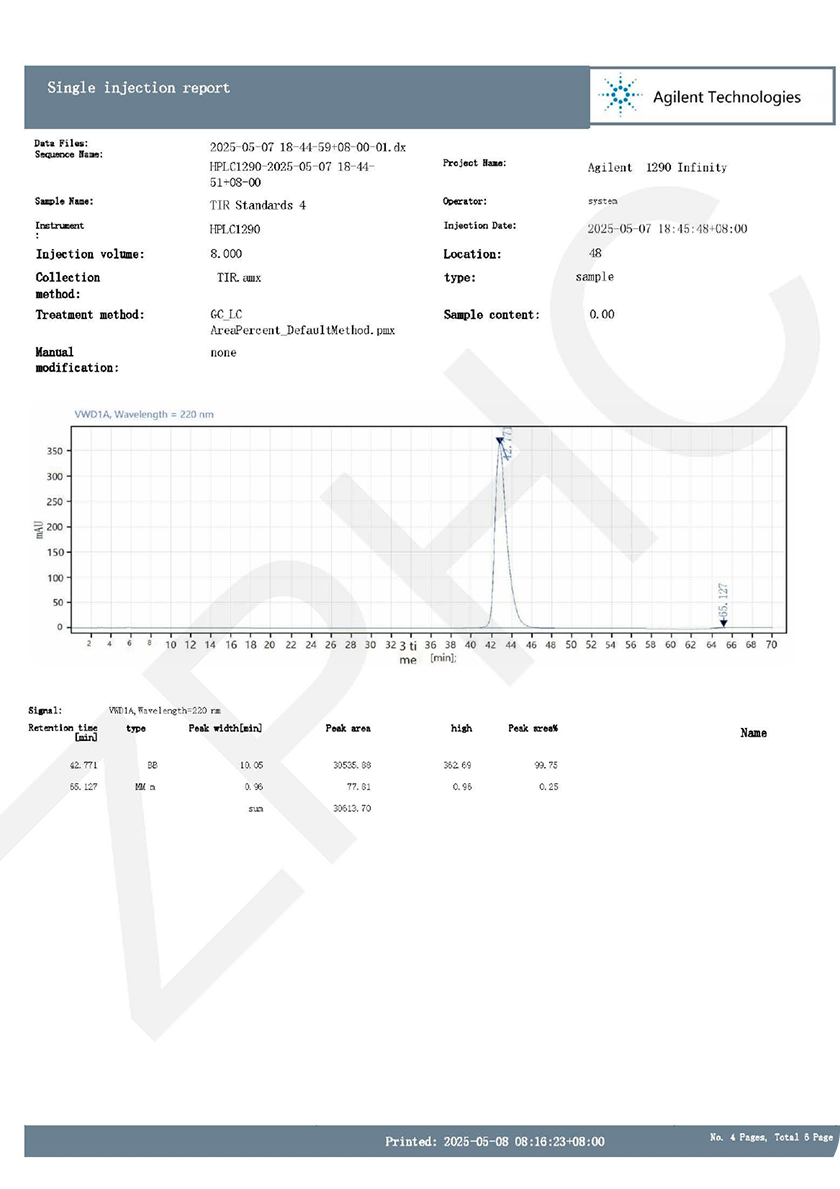 Single injection report
Agilent Technologies
Data Files:
2025-05-07 18-44-59+08-00-01.dx
Sequence Name:
HPLC1290-2025-05-07 18-44-
51+08-00
Project Name:
Agilent 1290 Infinity
Sample Name:
TIR Standards 4
Operator:
system
Instrument
:
HPLC1290
Injection Date:
2025-05-07 18:45:48+08:00
Injection volume:
8.000
Location:
48
Collection
method:
TIR.amx
type:
sample
Treatment method:
GC_LC
AreaPercent_DefaultMethod.pmx
Sample content:
0.00
Manual
modification:
none
VWD1A, Wavelength = 220 nm
42.771
350
300
250
200
150
100
50
0
mAU
65.127
2 4 6 8 10 12 14 16 18 20 22 24 26 28 30 32 3 ti 36 38 40 42 44 46 48 50 52 54 56 58 60 62 64 66 68 70
me [min];
Signal: VWD1A,Wavelength=220 nm
Retention time
[min] type Peak width[min] Peak area high Peak area% Name
42.771 BB 10.05 30535.88 362.69 99.75
65.127 MM m 0.96 77.81 0.96 0.25
sum 30613.70
Printed: 2025-05-08 08:16:23+08:00
No. 4 Pages, Total 5 Page
ZPHC